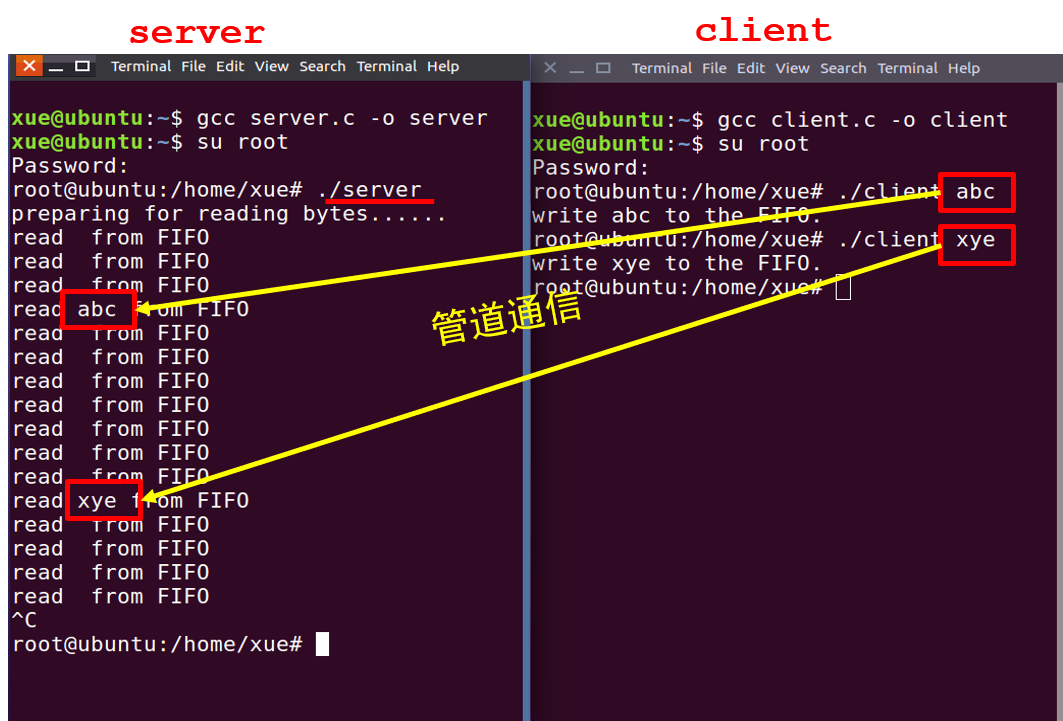 server
Terminal File Edit View Search Terminal Help
xue@ubuntu:~$ gcc server.c -o server
xue@ubuntu:~$ su root
Password:
root@ubuntu:/home/xue# ./server
preparing for reading bytes......
read  from FIFO
read  from FIFO
read  from FIFO
read abc from FIFO
read  from FIFO
read  from FIFO
read  from FIFO
read  from FIFO
read  from FIFO
read  from FIFO
read  from FIFO
read xye from FIFO
read  from FIFO
read  from FIFO
read  from FIFO
read  from FIFO
^C
root@ubuntu:/home/xue#
client
Terminal File Edit View Search Terminal Help
xue@ubuntu:~$ gcc client.c -o client
xue@ubuntu:~$ su root
Password:
root@ubuntu:/home/xue# ./client abc
write abc to the FIFO.
root@ubuntu:/home/xue# ./client xye
write xye to the FIFO.
root@ubuntu:/home/xue#
管道通信